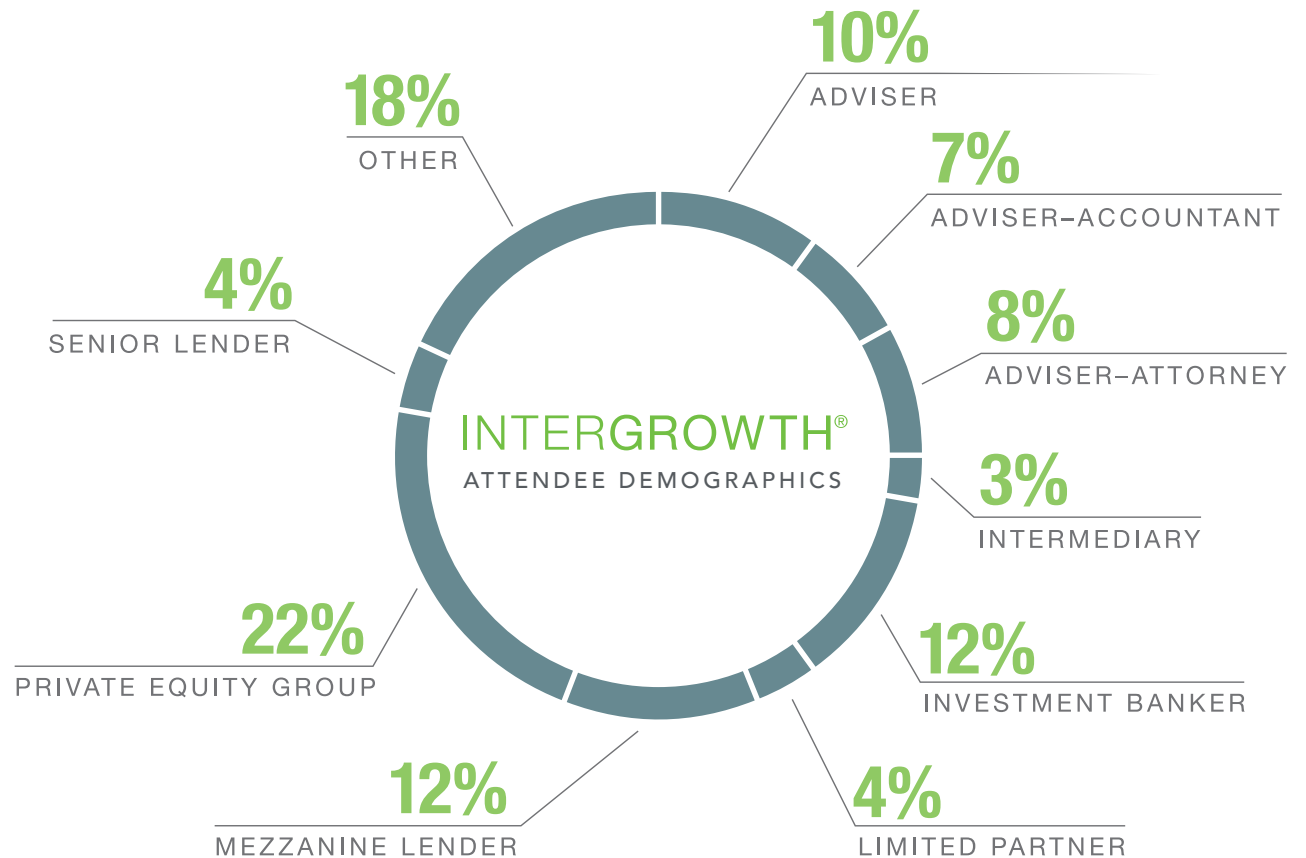 10%
ADVISER
18%
OTHER
7%
ADVISER–ACCOUNTANT
4%
SENIOR LENDER
8%
ADVISER–ATTORNEY
INTERGROWTH®
ATTENDEE DEMOGRAPHICS
3%
INTERMEDIARY
22%
PRIVATE EQUITY GROUP
12%
INVESTMENT BANKER
12%
MEZZANINE LENDER
4%
LIMITED PARTNER